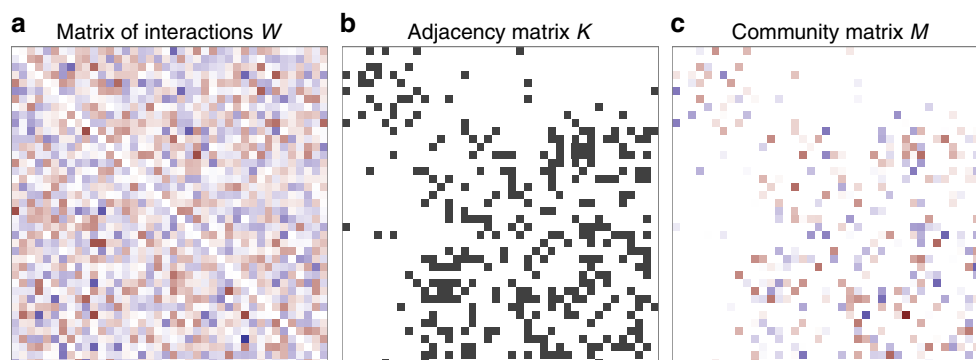 a Matrix of interactions W
b Adjacency matrix K
c Community matrix M